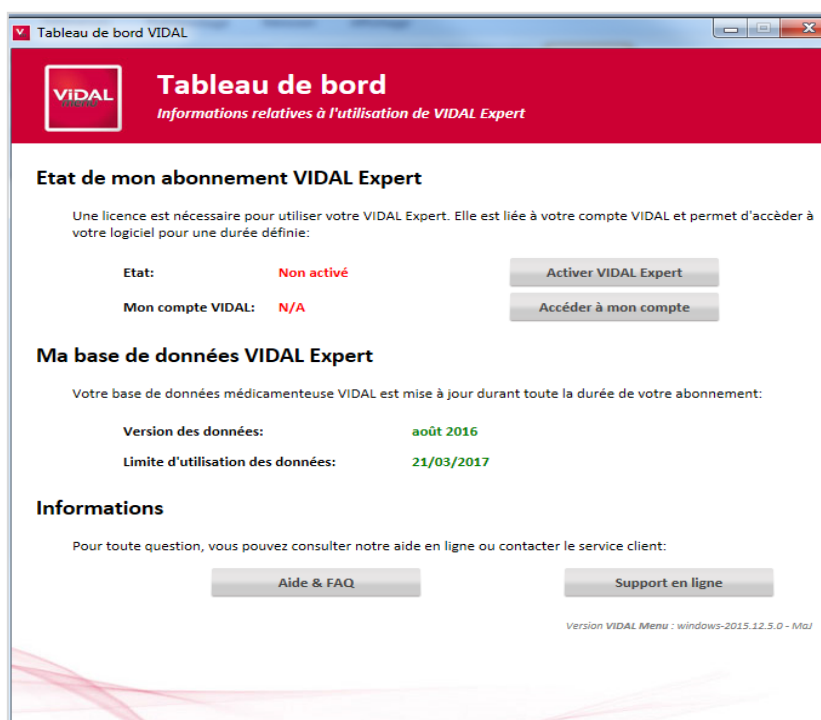 Tableau de bord VIDAL
ViDAL
Tableau de bord
Informations relatives à l'utilisation de VIDAL Expert
Etat de mon abonnement VIDAL Expert
Une licence est nécessaire pour utiliser votre VIDAL Expert. Elle est liée à votre compte VIDAL et permet d'accèder à
votre logiciel pour une durée définie:
Etat: Non activé Activer VIDAL Expert
Mon compte VIDAL: N/A Accéder à mon compte
Ma base de données VIDAL Expert
Votre base de données médicamenteuse VIDAL est mise à jour durant toute la durée de votre abonnement:
Version des données: août 2016
Limite d'utilisation des données: 21/03/2017
Informations
Pour toute question, vous pouvez consulter notre aide en ligne ou contacter le service client:
Aide & FAQ Support en ligne
Version VIDAL Menu : windows-2015.12.5.0 - MaJ